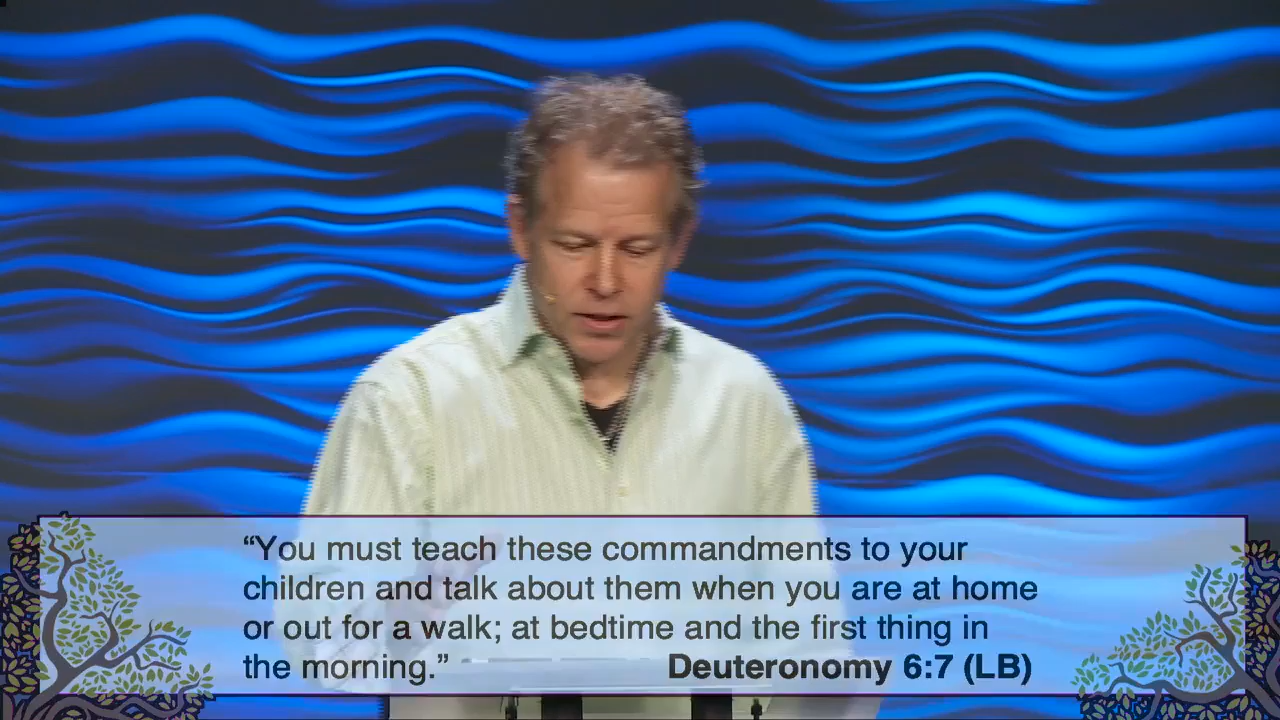 “You must teach these commandments to your
children and talk about them when you are at home
or out for a walk; at bedtime and the first thing in
the morning.” Deuteronomy 6:7 (LB)